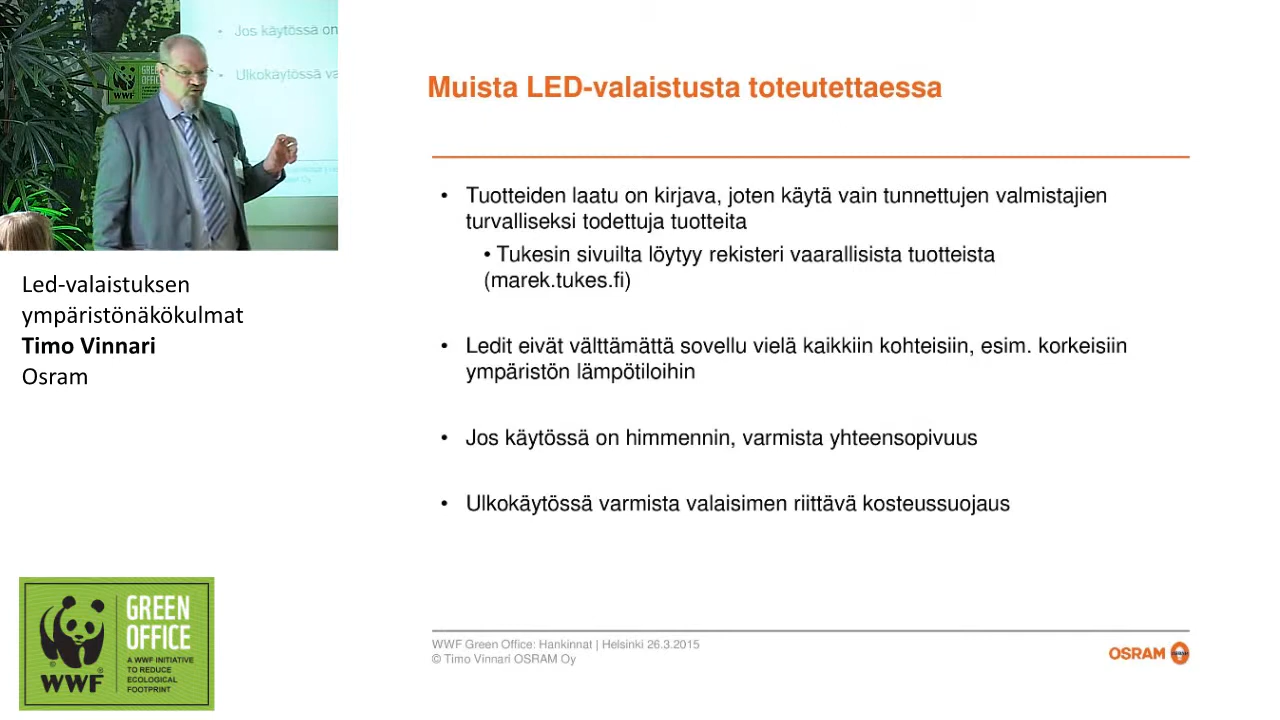 Jos käytössä on
Ulkokäytössä va
GREEN
OFFICE
WWF
Led-valaistuksen
ympäristönäkökulmat
Timo Vinnari
Osram
GREEN
OFFICE
A WWF INITIATIVE
TO REDUCE
ECOLOGICAL
FOOTPRINT
® WWF ®
Muista LED-valaistusta toteutettaessa
• Tuotteiden laatu on kirjava, joten käytä vain tunnettujen valmistajien
turvalliseksi todettuja tuotteita
• Tukesin sivuilta löytyy rekisteri vaarallisista tuotteista
(marek.tukes.fi)
• Ledit eivät välttämättä sovellu vielä kaikkiin kohteisiin, esim. korkeisiin
ympäristön lämpötiloihin
• Jos käytössä on himmennin, varmista yhteensopivuus
• Ulkokäytössä varmista valaisimen riittävä kosteussuojaus
WWF Green Office: Hankinnat | Helsinki 26.3.2015
© Timo Vinnari OSRAM Oy
OSRAM